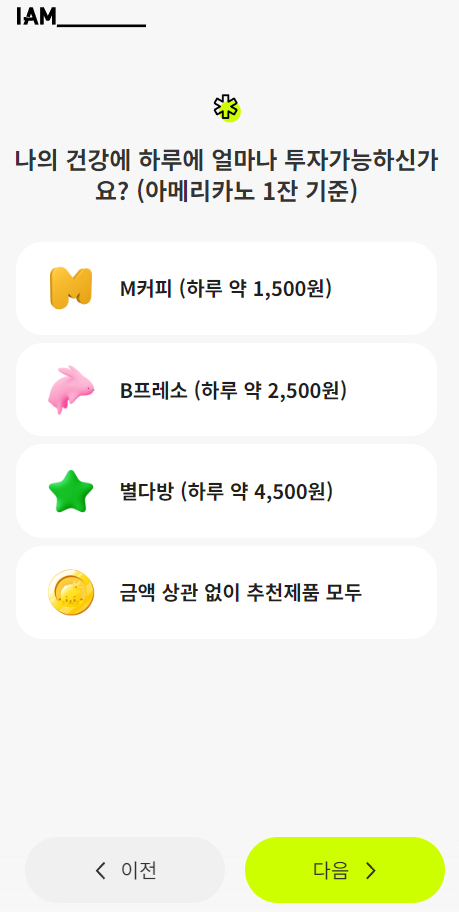 IAM________
나의 건강에 하루에 얼마나 투자가능하신가
요? (아메리카노 1잔 기준)
M커피 (하루 약 1,500원)
B프레소 (하루 약 2,500원)
별다방 (하루 약 4,500원)
금액 상관 없이 추천제품 모두
이전
다음